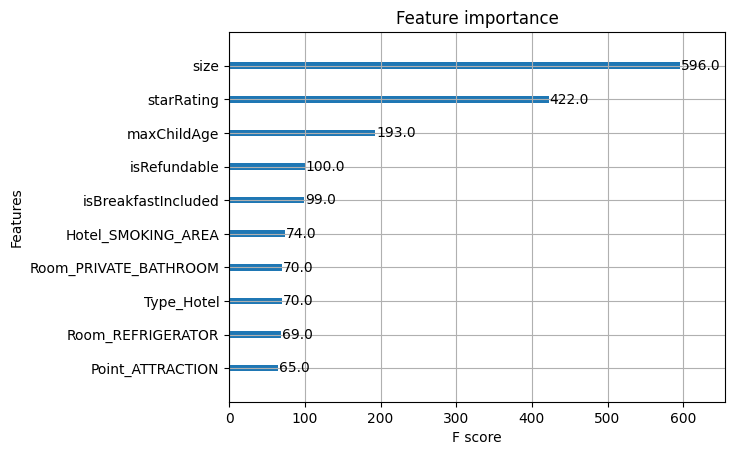 Feature importance
Features
size 596.0
starRating 422.0
maxChildAge 193.0
isRefundable 100.0
isBreakfastIncluded 99.0
Hotel_SMOKING_AREA 74.0
Room_PRIVATE_BATHROOM 70.0
Type_Hotel 70.0
Room_REFRIGERATOR 69.0
Point_ATTRACTION 65.0
0 100 200 300 400 500 600
F score